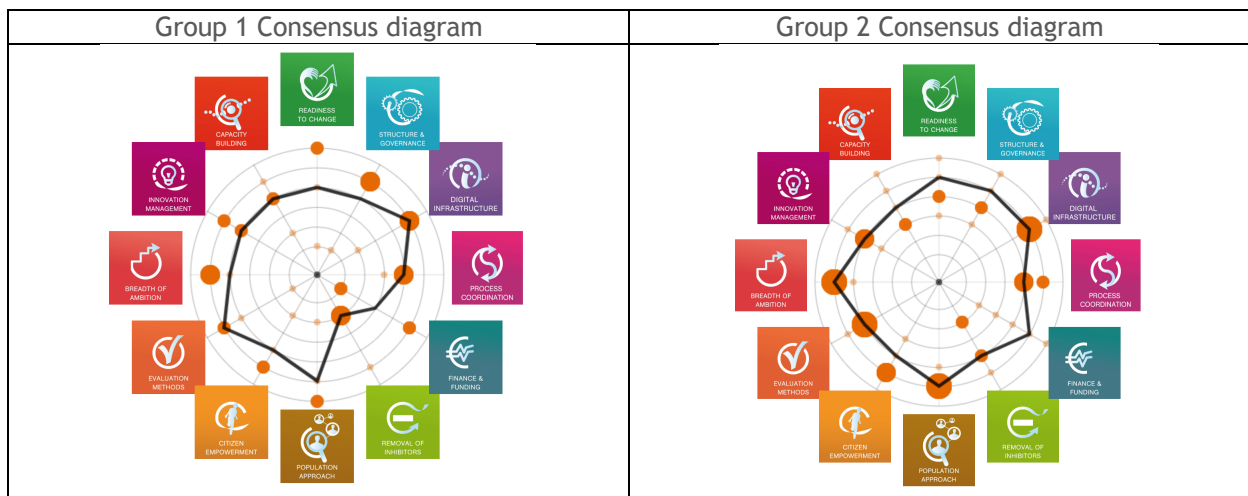 Group 1 Consensus diagram
READINESS
TO CHANGE
STRUCTURE &
GOVERNANCE
DIGITAL
INFRASTRUCTURE
PROCESS
COORDINATION
FINANCE &
FUNDING
REMOVAL OF
INHIBITORS
POPULATION
APPROACH
CITIZEN
EMPOWERMENT
EVALUATION
METHODS
BREADTH OF
AMBITION
INNOVATION
MANAGEMENT
CAPACITY
BUILDING
Group 2 Consensus diagram
READINESS
TO CHANGE
STRUCTURE &
GOVERNANCE
DIGITAL
INFRASTRUCTURE
PROCESS
COORDINATION
FINANCE &
FUNDING
REMOVAL OF
INHIBITORS
POPULATION
APPROACH
CITIZEN
EMPOWERMENT
EVALUATION
METHODS
BREADTH OF
AMBITION
INNOVATION
MANAGEMENT
CAPACITY
BUILDING